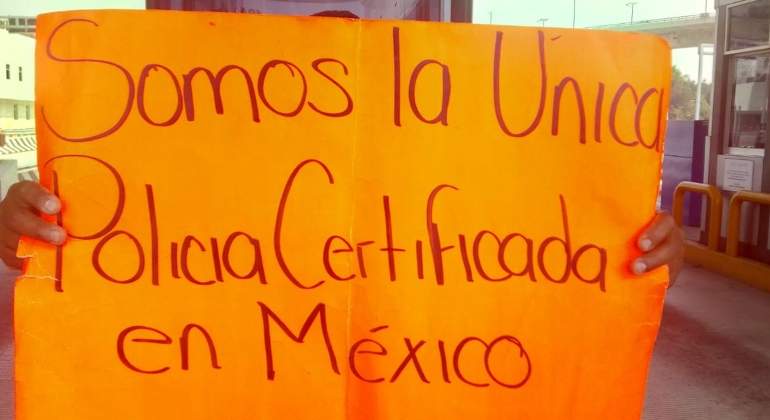 Somos la Única
Policia Certificada
en México